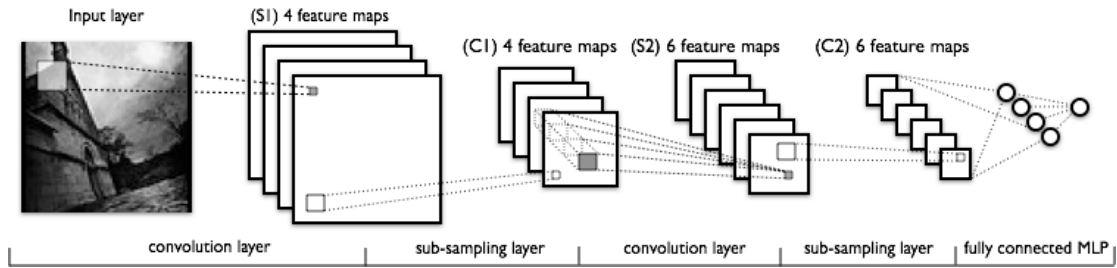 Input layer
(S1) 4 feature maps
(C1) 4 feature maps
(S2) 6 feature maps
(C2) 6 feature maps
convolution layer
sub-sampling layer
convolution layer
sub-sampling layer
fully connected MLP